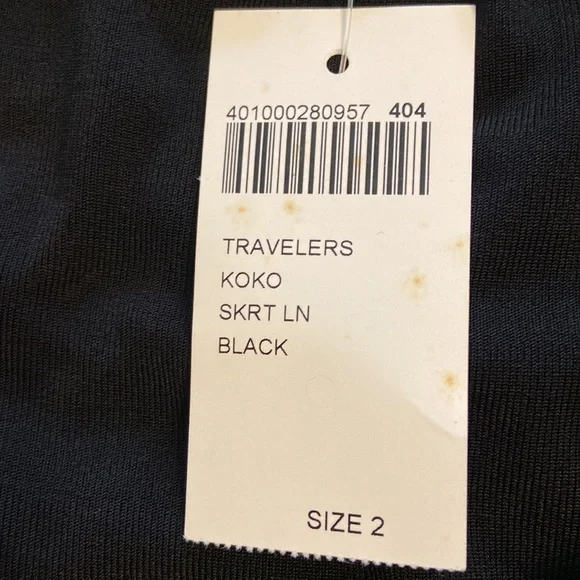 401000280957 404
TRAVELERS
KOKO
SKRT LN
BLACK
SIZE 2